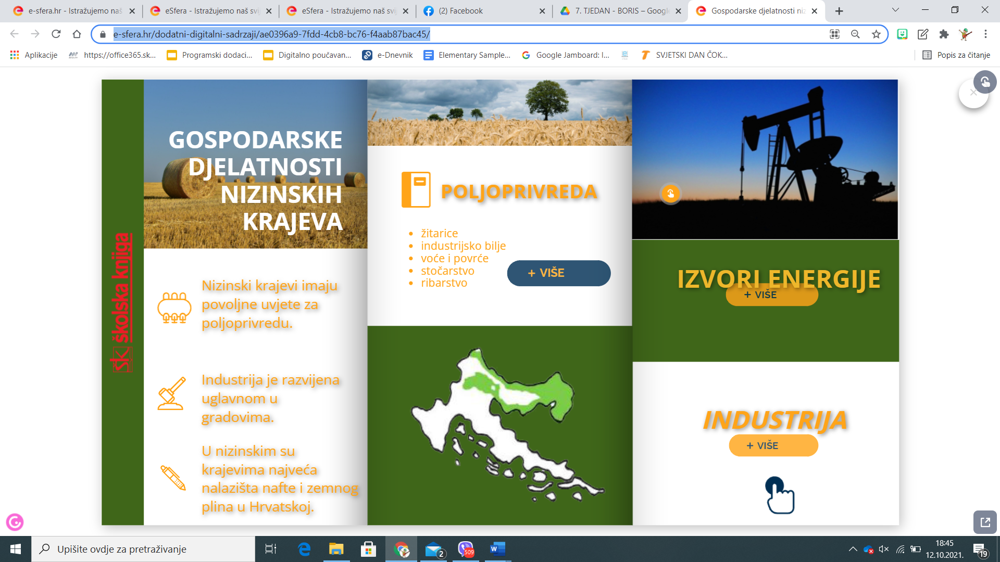 e-sfera.hr - Istražujemo naš
eSfera - Istražujemo naš svij
eSfera - Istražujemo naš svij
(2) Facebook
7. TJEDAN - BORIS – Google
Gospodarske djelatnosti niz
e-sfera.hr/dodatni-digitalni-sadrzaji/ae0396a9-7fdd-4cb8-bc76-f4aab87bac45/
Aplikacije
https://office365.sk...
Programski dodaci...
Digitalno poučavan...
e-Dnevnik
Elementary Sample...
Google Jamboard: I...
SVJETSKI DAN ČOK...
Popis za čitanje
školska knjiga
GOSPODARSKE
DJELATNOSTI
NIZINSKIH
KRAJEVA
Nizinski krajevi imaju
povoljne uvjete za
poljoprivredu.
Industrija je razvijena
uglavnom u
gradovima.
U nizinskim su
krajevima najveća
nalazišta nafte i zemnog
plina u Hrvatskoj.
POLJOPRIVREDA
• žitarice
• industrijsko bilje
• voće i povrće
• stočarstvo
• ribarstvo
+ VIŠE
IZVORI ENERGIJE
+ VIŠE
INDUSTRIJA
+ VIŠE
Upišite ovdje za pretraživanje
2
509
18:45
12.10.2021.
19